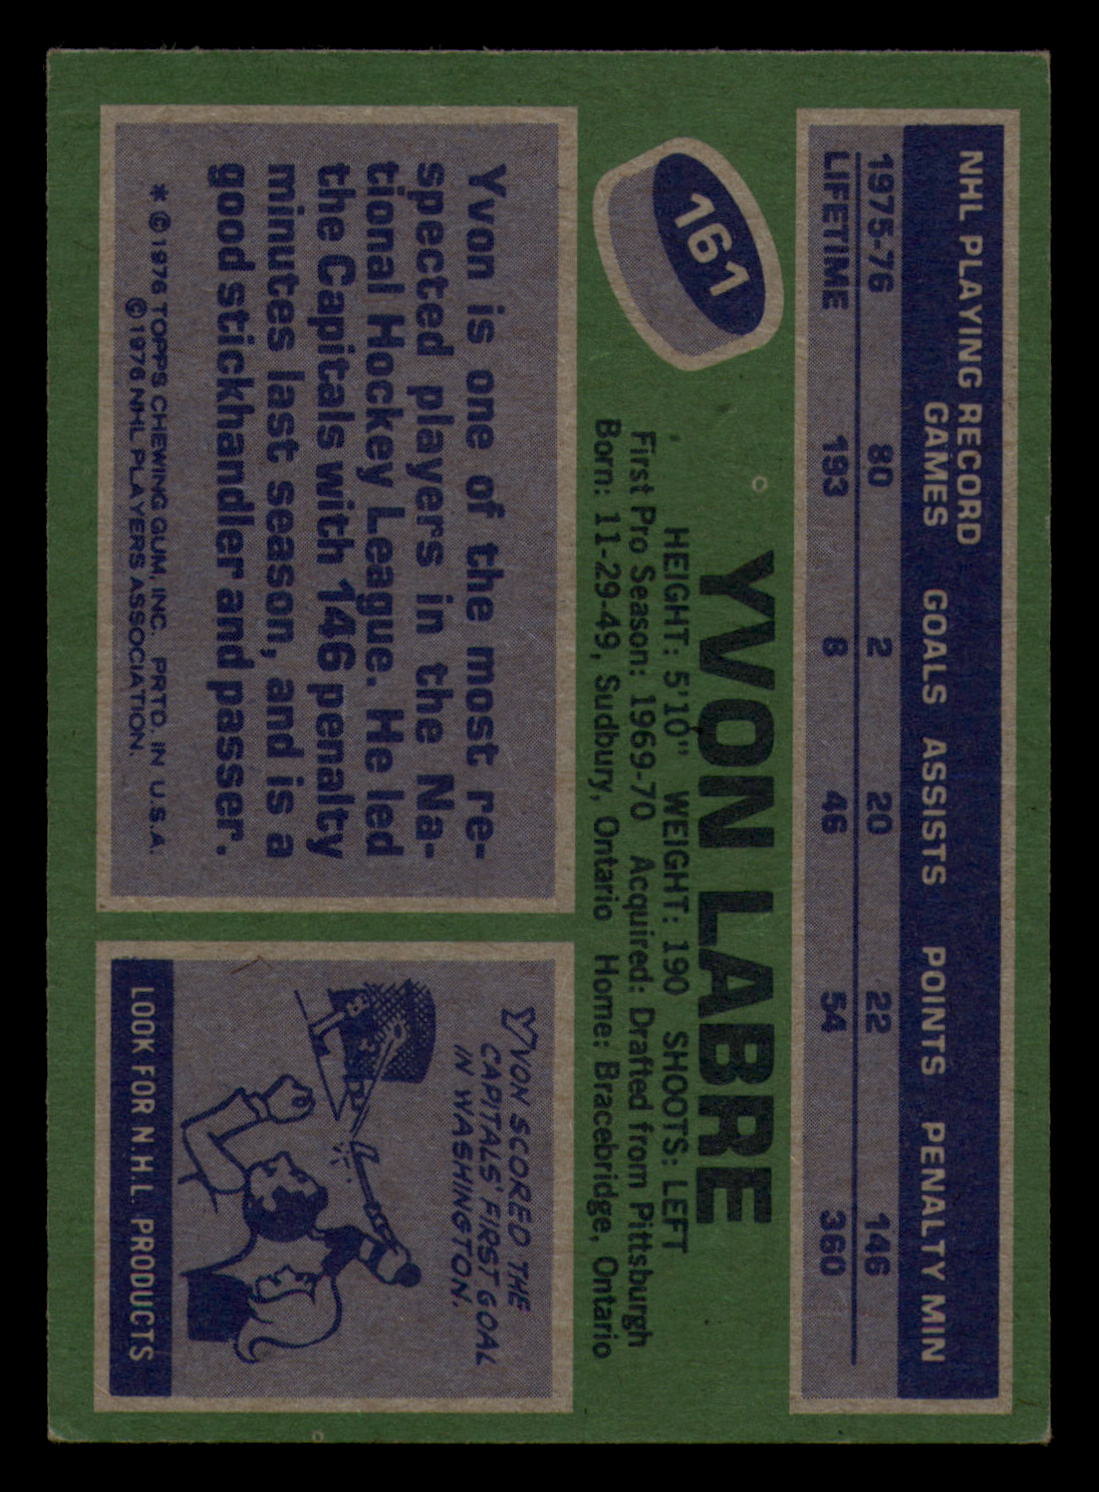 NHL PLAYING RECORD
GAMES GOALS ASSISTS POINTS PENALTY MIN
1975-76 80 2 20 22 146
LIFETIME 193 8 46 54 360
161
YVON LABRE
HEIGHT: 5'10" WEIGHT: 190 SHOOTS: LEFT
First Pro Season: 1969-70 Acquired: Drafted from Pittsburgh
Born: 11-29-49, Sudbury, Ontario Home: Bracebridge, Ontario
Yvon is one of the most re-
spected players in the Na-
tional Hockey League. He led
the Capitals with 146 penalty
minutes last season, and is a
good stickhandler and passer.
* © 1976 TOPPS CHEWING GUM, INC. PRTD. IN U.S.A.
© 1976 NHL PLAYERS ASSOCIATION.
YVON SCORED THE
CAPITALS' FIRST GOAL
IN WASHINGTON.
LOOK FOR N.H.L. PRODUCTS